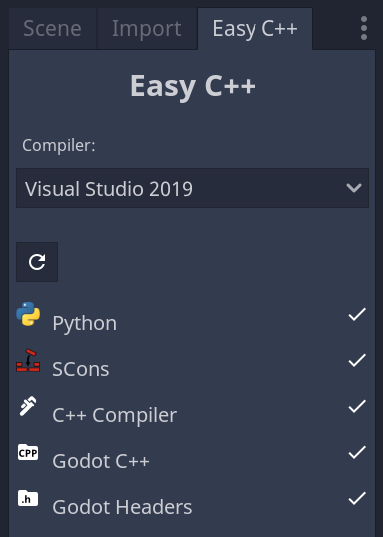 Scene Import Easy C++
Easy C++
Compiler:
Visual Studio 2019
Python
SCons
C++ Compiler
CPP Godot C++
.h Godot Headers